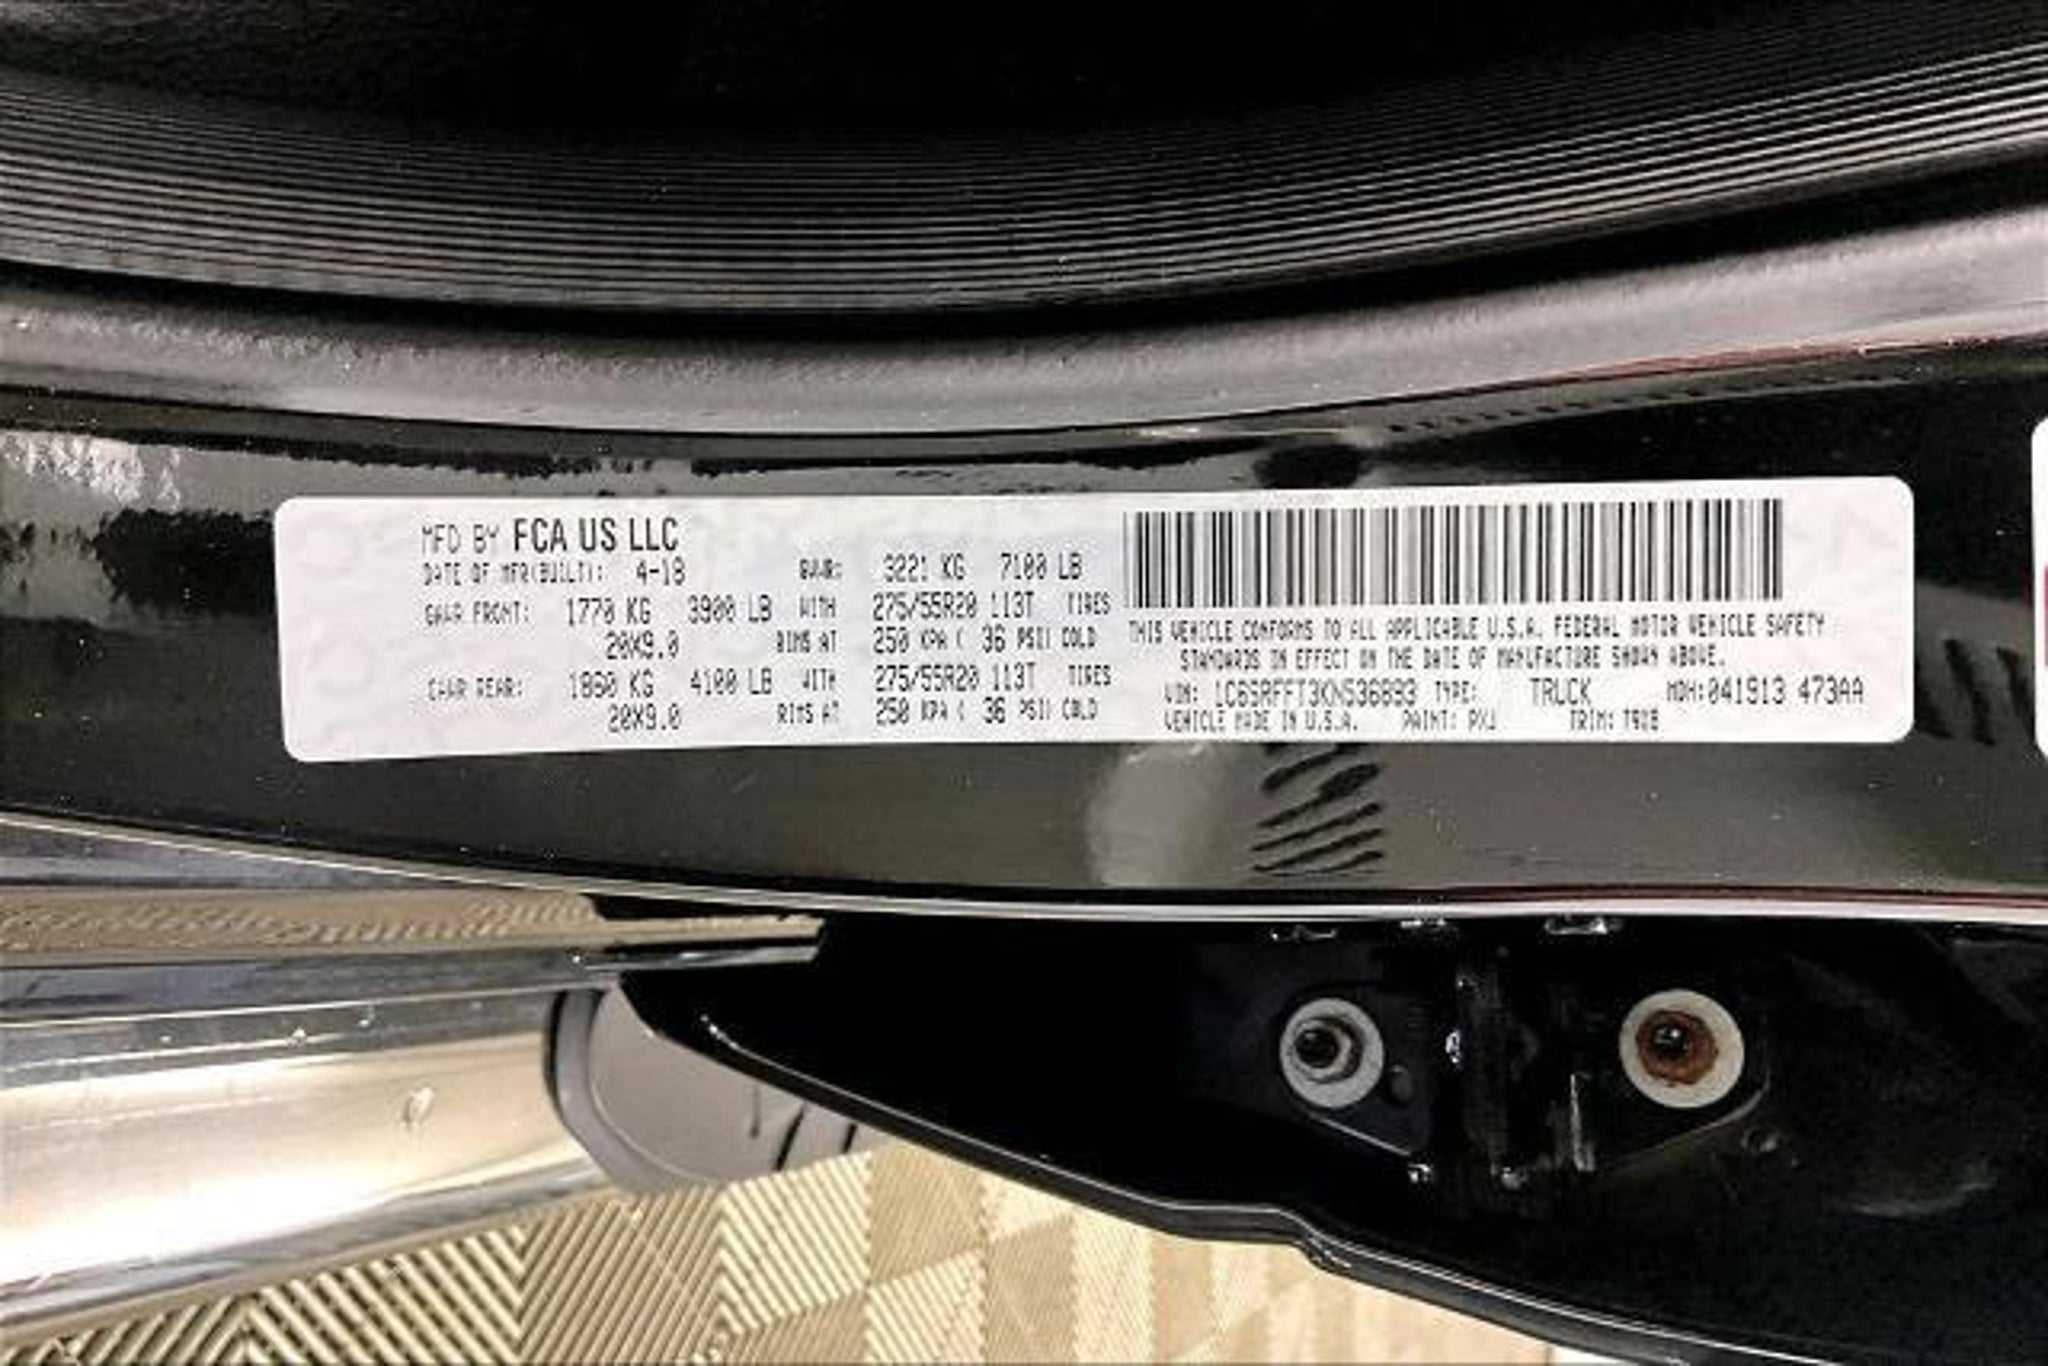 MFD BY FCA US LLC
DATE OF MFR(BUILT): 4-18 GVWR: 3221 KG 7100 LB
GAWR FRONT: 1770 KG 3900 LB WITH 275/55R20 113T TIRES
20X9.0 RIMS AT 250 KPA ( 36 PSI) COLD
GAWR REAR: 1860 KG 4100 LB WITH 275/55R20 113T TIRES
20X9.0 RIMS AT 250 KPA ( 36 PSI) COLD
THIS VEHICLE CONFORMS TO ALL APPLICABLE U.S.A. FEDERAL MOTOR VEHICLE SAFETY
STANDARDS IN EFFECT ON THE DATE OF MANUFACTURE SHOWN ABOVE.
VIN: 1C6SRFFT3KN536893 TYPE: TRUCK MDH: 041913 473AA
VEHICLE MADE IN U.S.A. PAINT: PXJ TRIM: